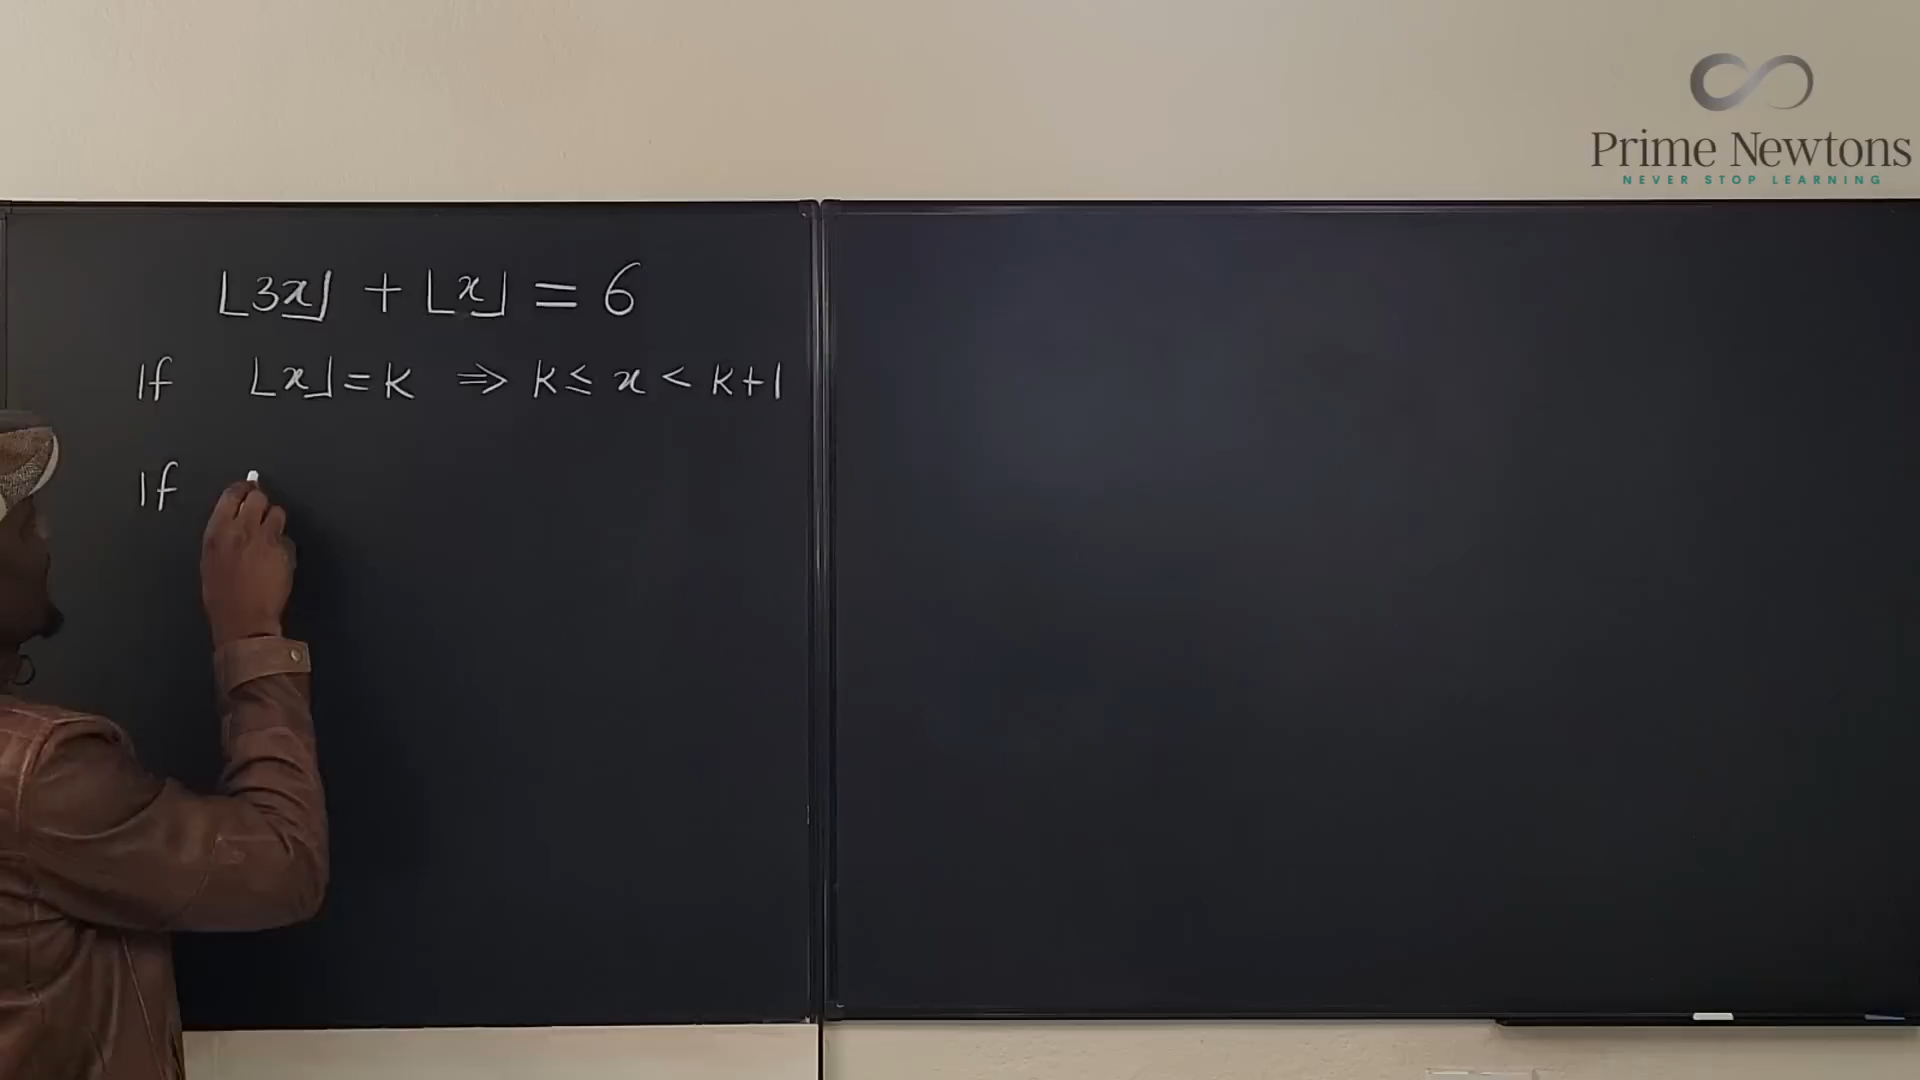 Prime Newtons
NEVER STOP LEARNING
⌊3x⌋ + ⌊x⌋ = 6
If ⌊x⌋ = k ⇒ k ≤ x < k+1
If